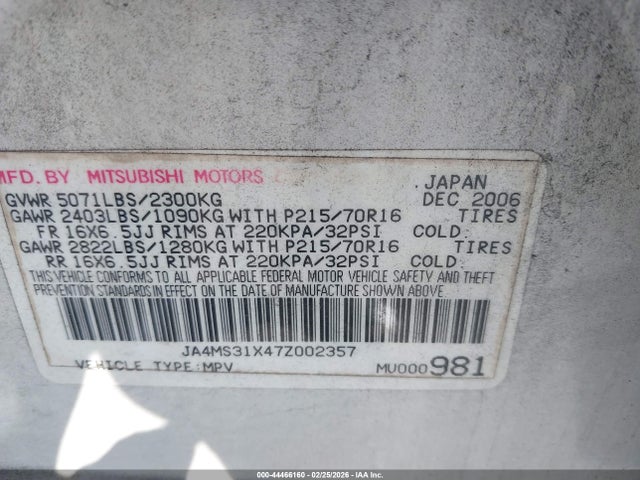 MFD. BY MITSUBISHI MOTORS JAPAN
GVWR 5071LBS/2300KG DEC 2006
GAWR 2403LBS/1090KG WITH P215/70R16 TIRES
FR 16X6.5JJ RIMS AT 220KPA/32PSI COLD.
GAWR 2822LBS/1280KG WITH P215/70R16 TIRES
RR 16X6.5JJ RIMS AT 220KPA/32PSI COLD.
THIS VEHICLE CONFORMS TO ALL APPLICABLE FEDERAL MOTOR VEHICLE SAFETY AND THEFT
PREVENTION STANDARDS IN EFFECT ON THE DATE OF MANUFACTURE SHOWN ABOVE.
JA4MS31X47Z002357
VEHICLE TYPE:MPV MU000981
000-44466160 - 02/25/2026 - COPYRIGHT IAA